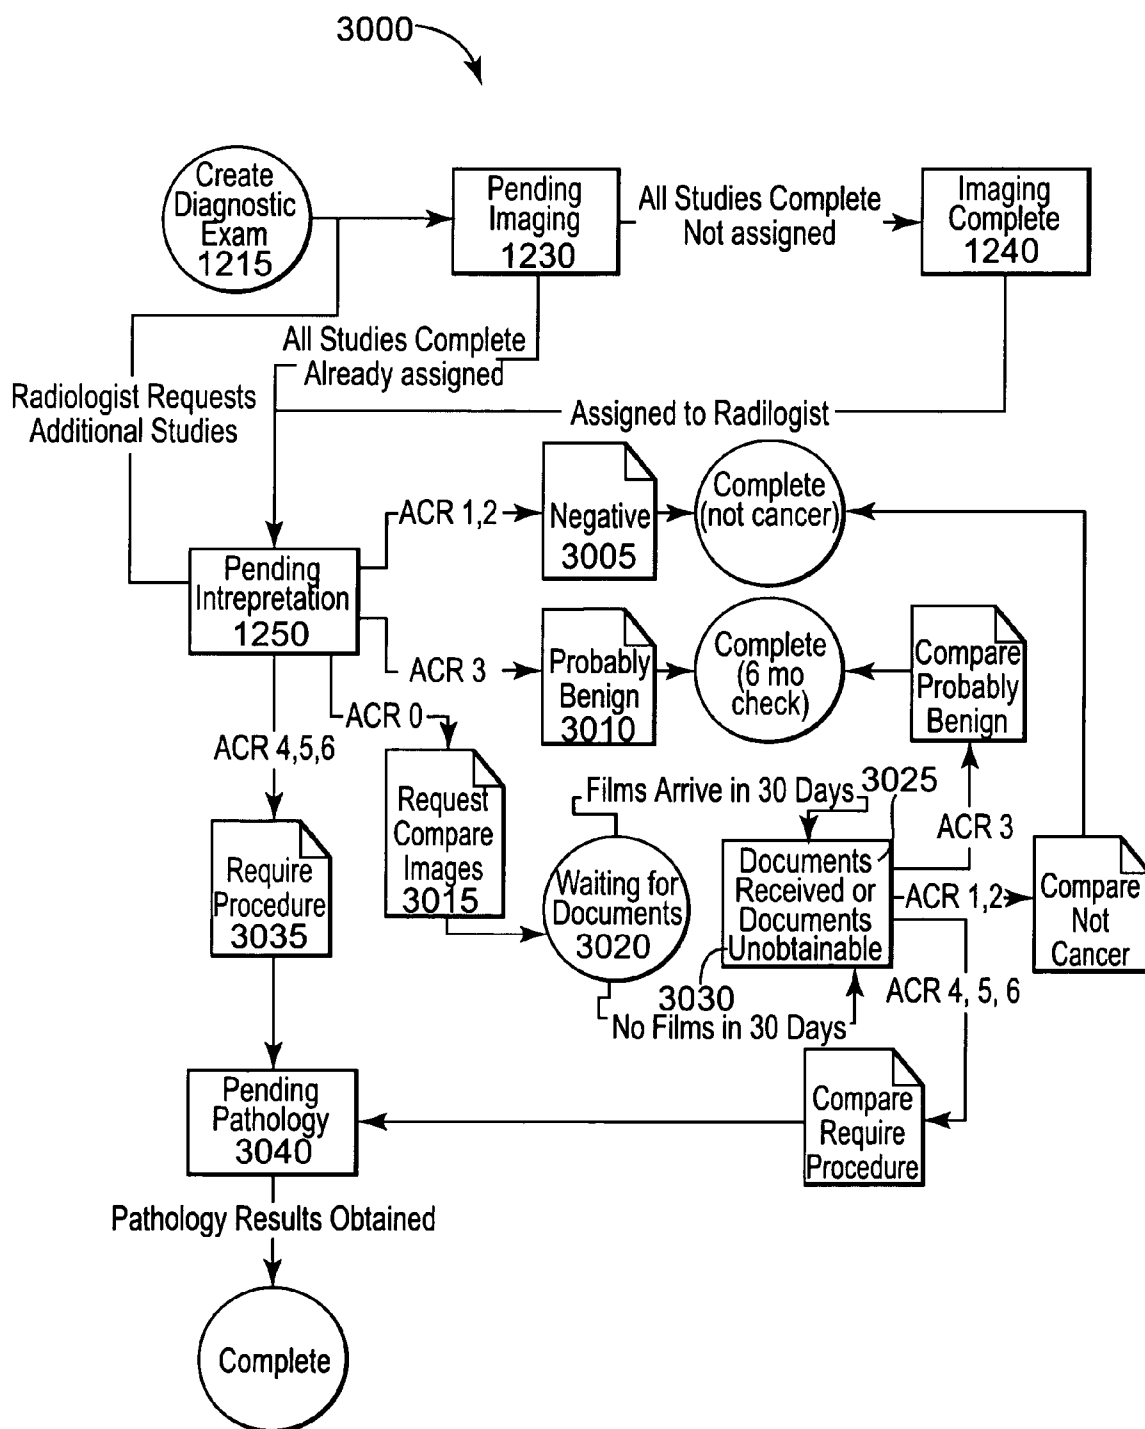 3000
Create
Diagnostic
Exam
1215
Pending
Imaging
1230
All Studies Complete
Not assigned
Imaging
Complete
1240
All Studies Complete
Already assigned
Radiologist Requests
Additional Studies
Assigned to Radilogist
ACR 1,2
Negative
3005
Complete
(not cancer)
Pending
Intrepretation
1250
ACR 3
Probably
Benign
3010
Complete
(6 mo
check)
Compare
Probably
Benign
ACR 0
ACR 4,5,6
Request
Compare
Images
3015
Films Arrive in 30 Days
3025
ACR 3
Require
Procedure
3035
Waiting for
Documents
3020
Documents
Received or
Documents
Unobtainable
ACR 1,2
Compare
Not
Cancer
3030
No Films in 30 Days
ACR 4, 5, 6
Pending
Pathology
3040
Compare
Require
Procedure
Pathology Results Obtained
Complete